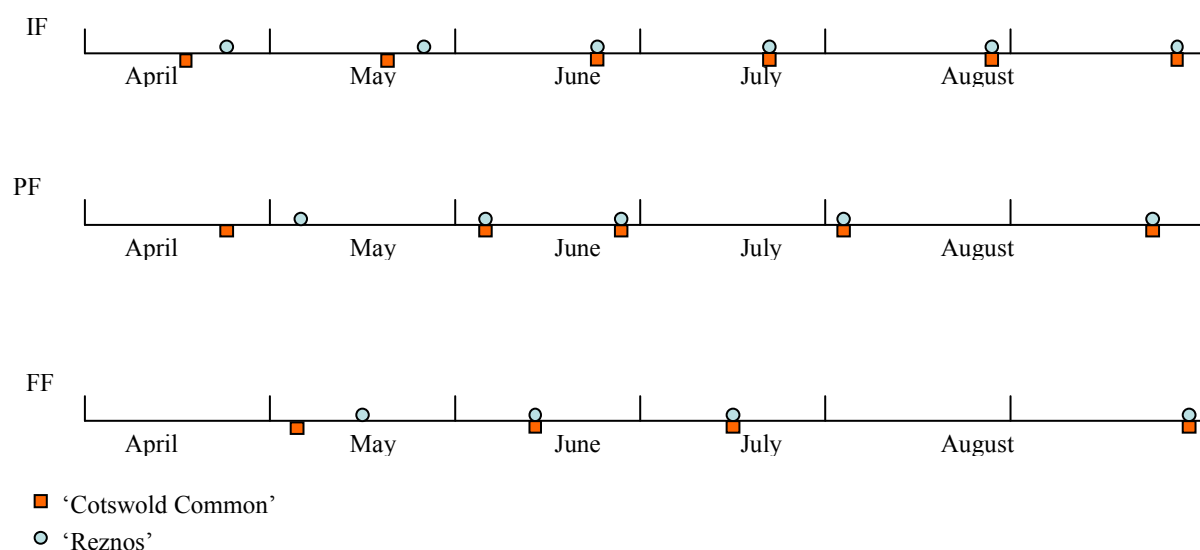 IF
April May June July August
PF
April May June July August
FF
April May June July August
‘Cotswold Common’
‘Reznos’